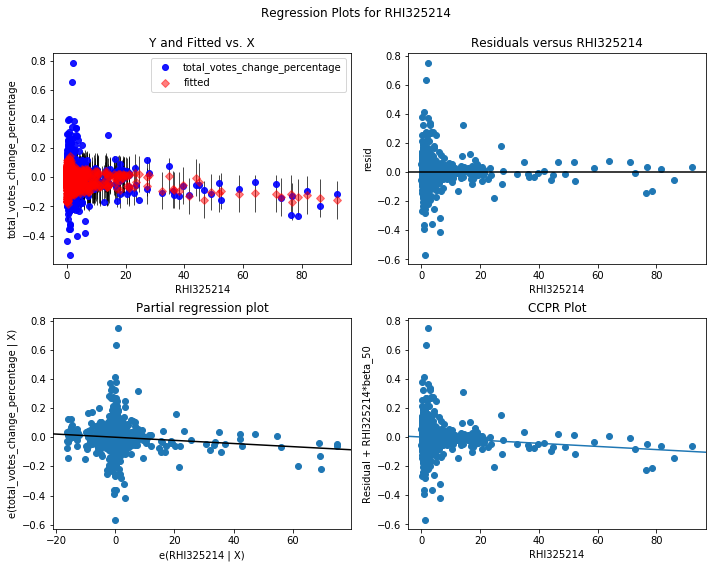 Regression Plots for RHI325214
Y and Fitted vs. X
total_votes_change_percentage
0.8
0.6
0.4
0.2
0.0
−0.2
−0.4
total_votes_change_percentage
fitted
0 20 40 60 80
RHI325214
Residuals versus RHI325214
resid
0.8
0.6
0.4
0.2
0.0
−0.2
−0.4
−0.6
0 20 40 60 80
RHI325214
Partial regression plot
e(total_votes_change_percentage | X)
0.8
0.6
0.4
0.2
0.0
−0.2
−0.4
−0.6
−20 0 20 40 60
e(RHI325214 | X)
CCPR Plot
Residual + RHI325214*beta_50
0.8
0.6
0.4
0.2
0.0
−0.2
−0.4
−0.6
0 20 40 60 80
RHI325214